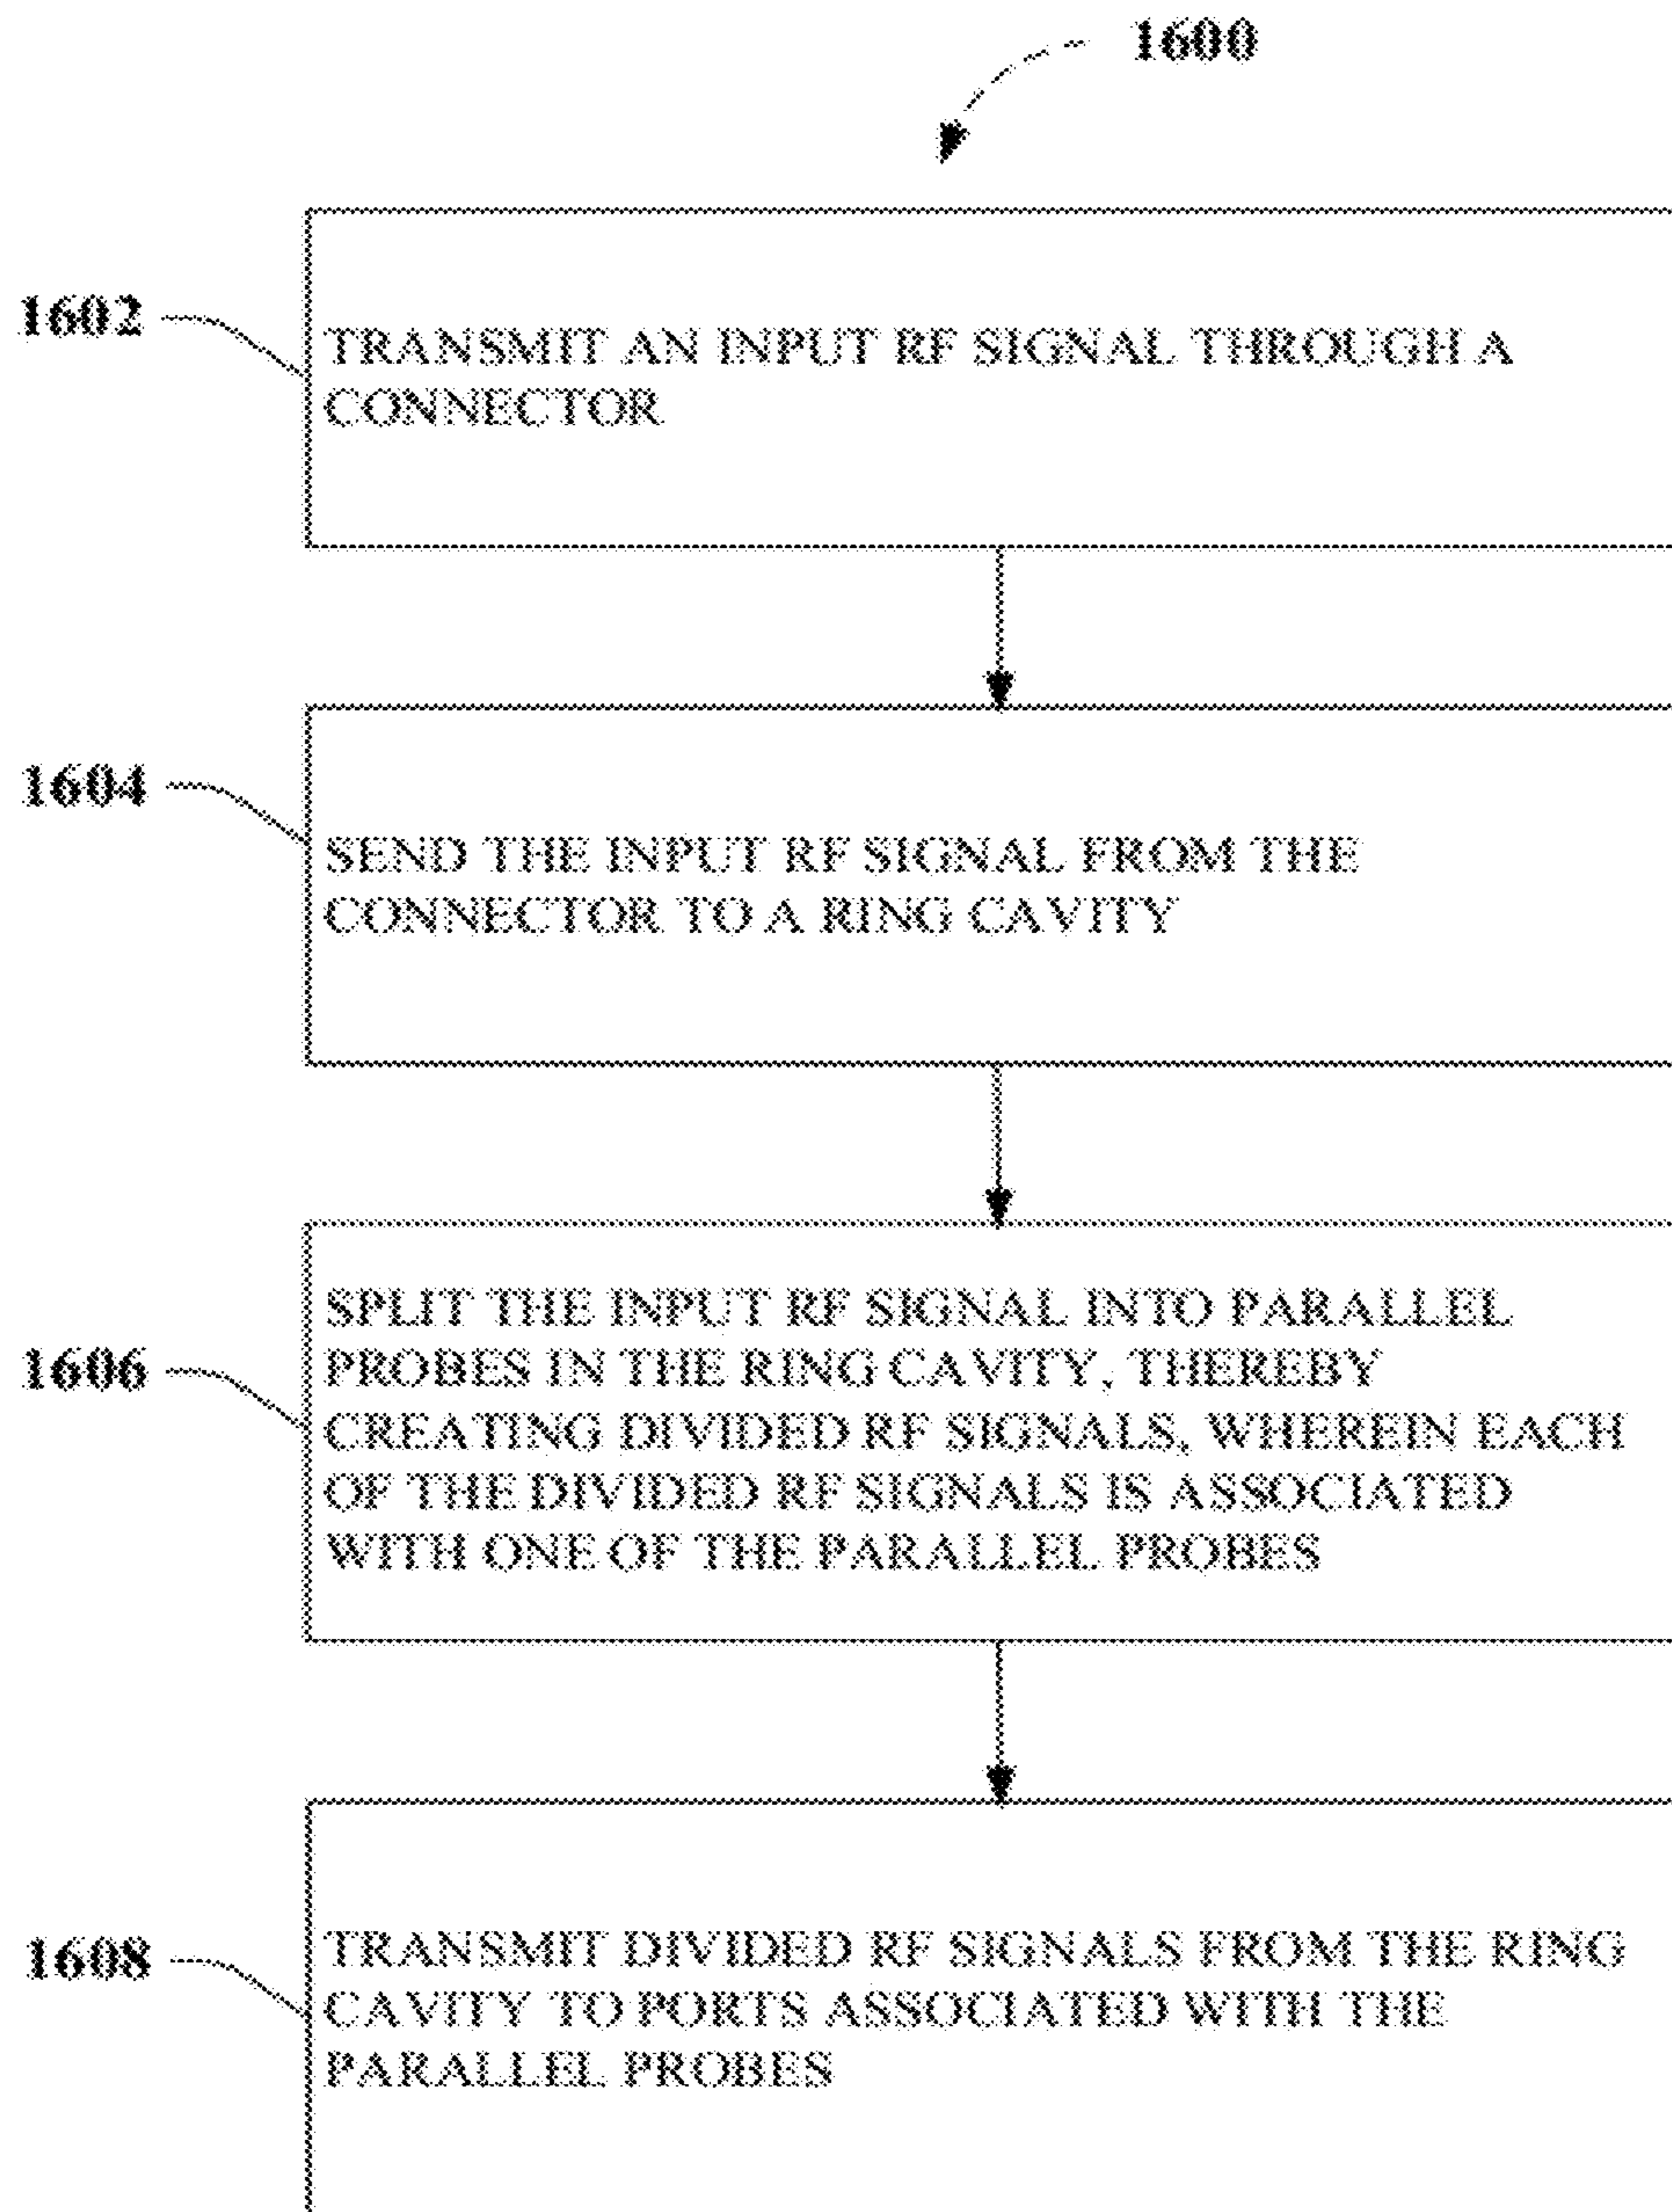 1600
1602
TRANSMIT AN INPUT RF SIGNAL THROUGH A
CONNECTOR
1604
SEND THE INPUT RF SIGNAL FROM THE
CONNECTOR TO A RING CAVITY
1606
SPLIT THE INPUT RF SIGNAL INTO PARALLEL
PROBES IN THE RING CAVITY, THEREBY
CREATING DIVIDED RF SIGNALS, WHEREIN EACH
OF THE DIVIDED RF SIGNALS IS ASSOCIATED
WITH ONE OF THE PARALLEL PROBES
1608
TRANSMIT DIVIDED RF SIGNALS FROM THE RING
CAVITY TO PORTS ASSOCIATED WITH THE
PARALLEL PROBES